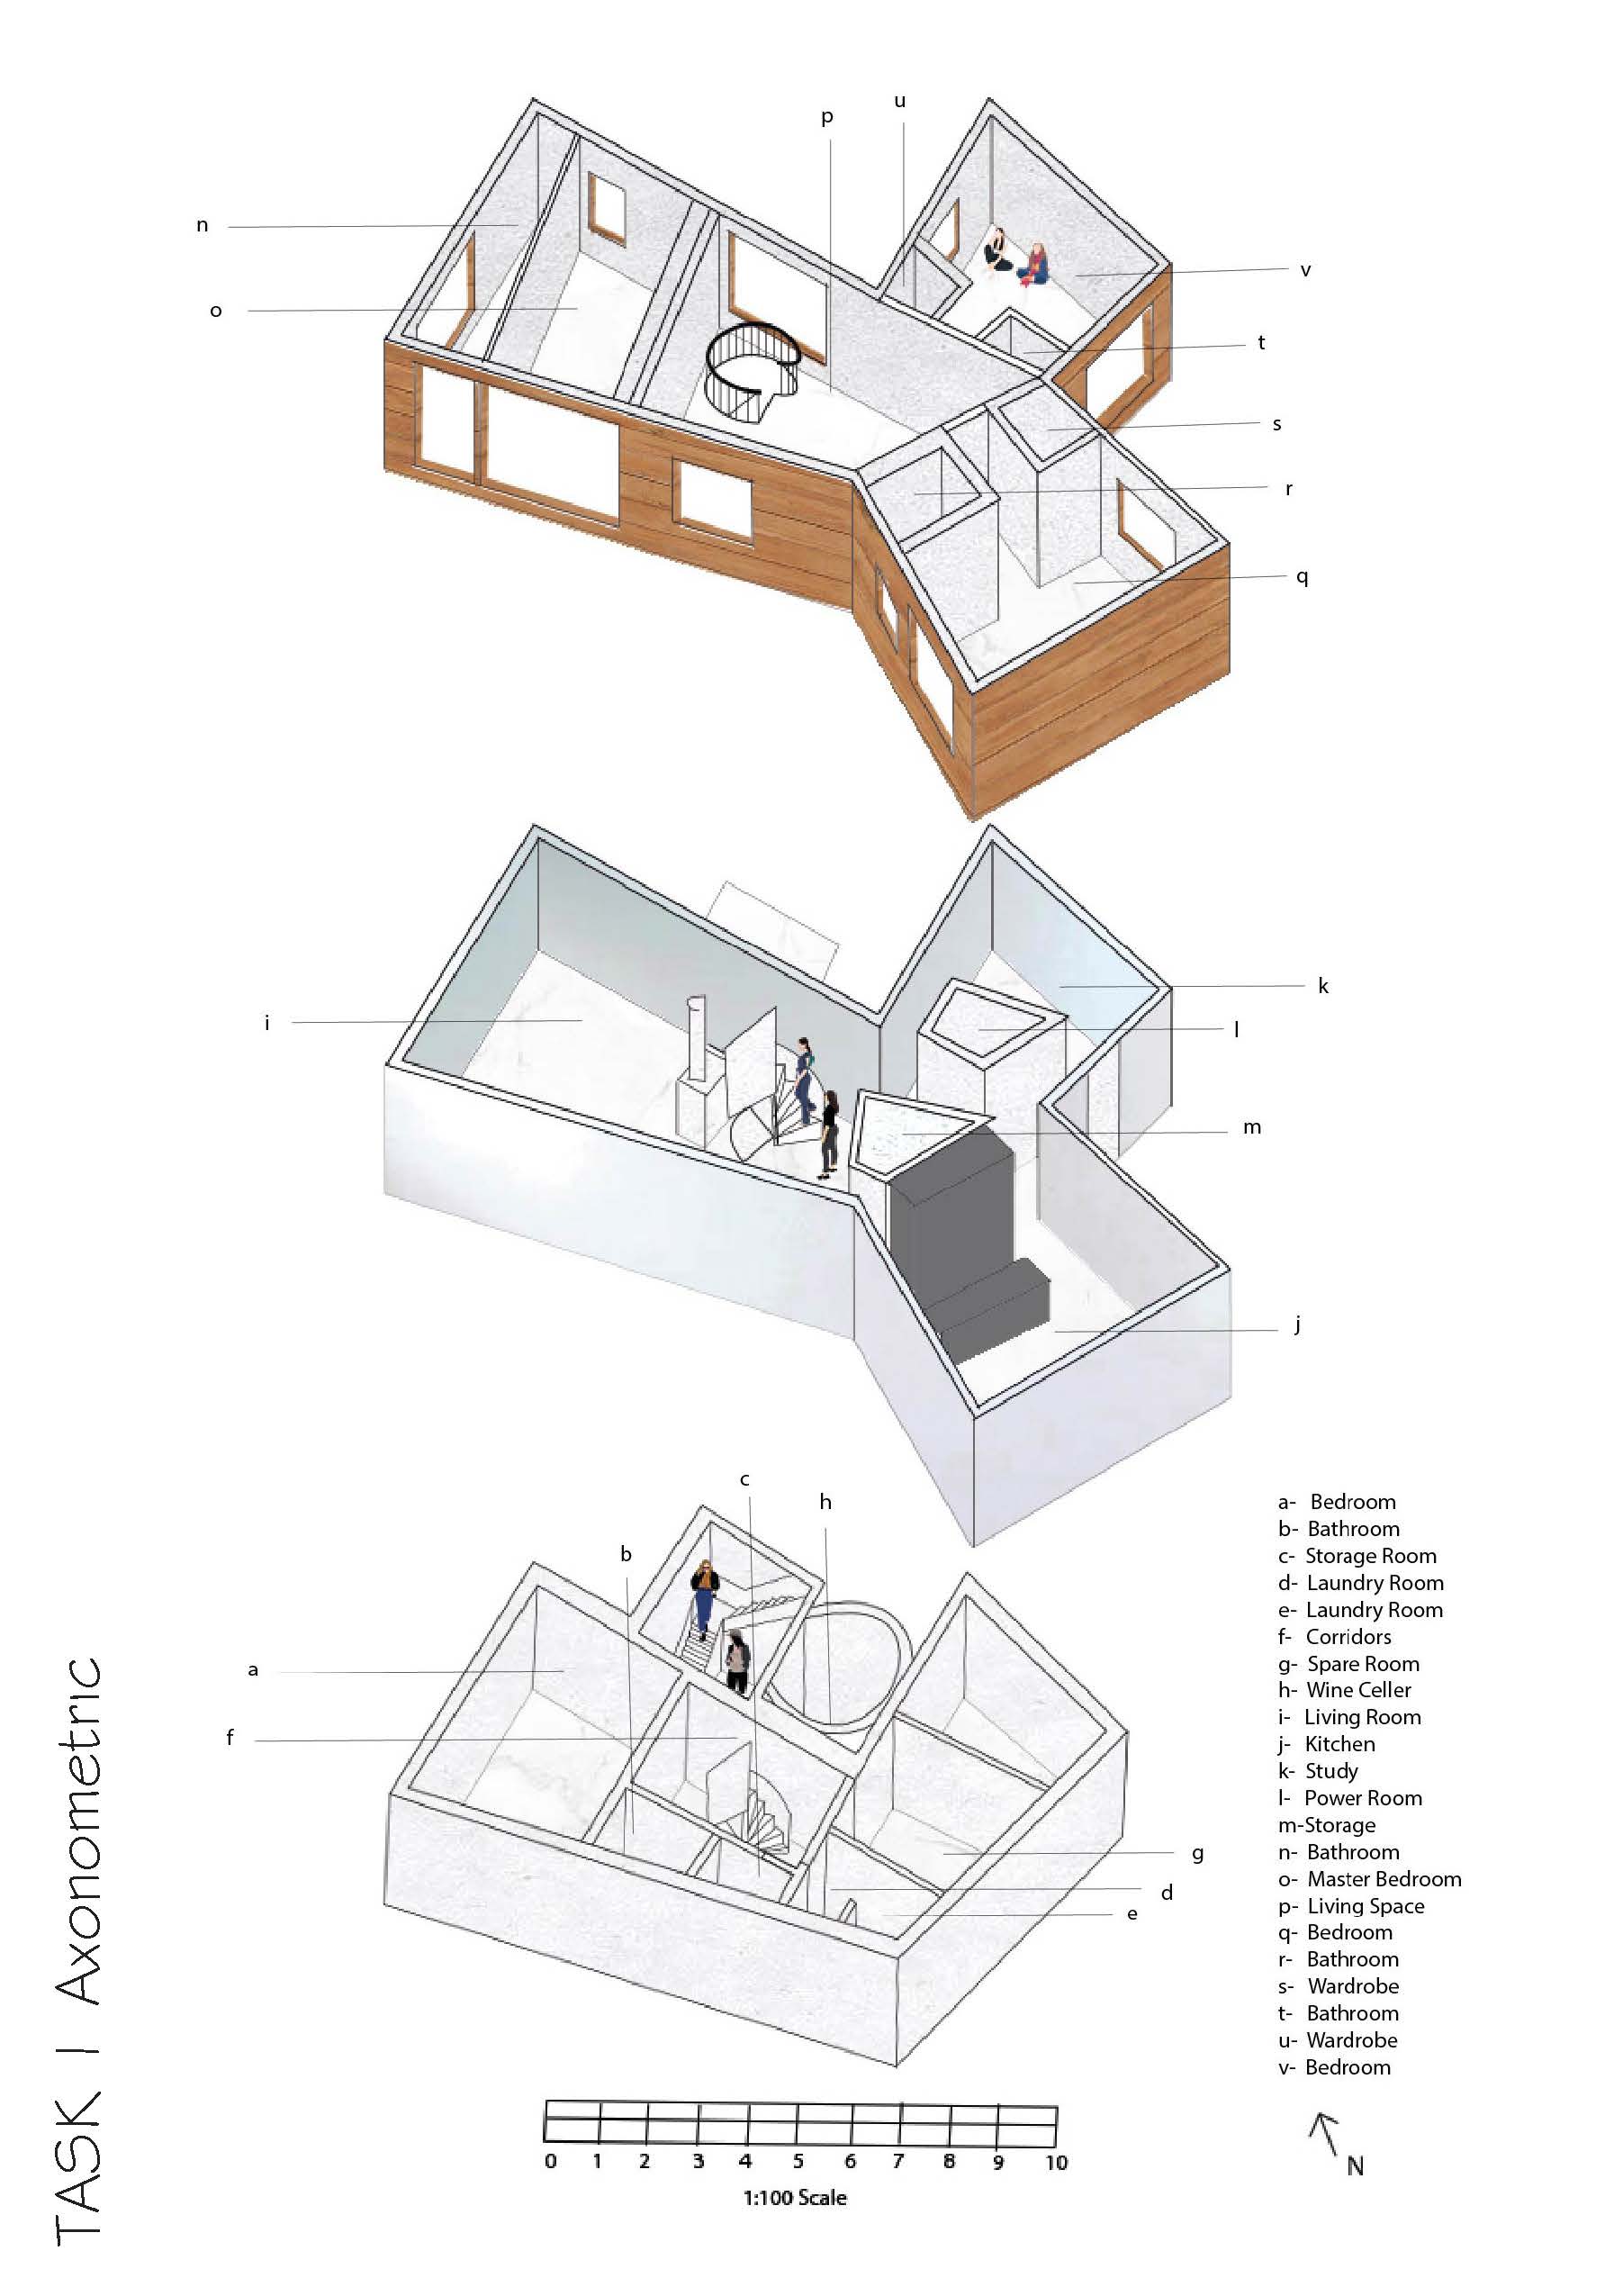 u
p
n
v
o
t
s
r
q
k
i
l
m
j
c
h
b
a
f
g
d
e
a- Bedroom
b- Bathroom
c- Storage Room
d- Laundry Room
e- Laundry Room
f- Corridors
g- Spare Room
h- Wine Celler
i- Living Room
j- Kitchen
k- Study
l- Power Room
m-Storage
n- Bathroom
o- Master Bedroom
p- Living Space
q- Bedroom
r- Bathroom
s- Wardrobe
t- Bathroom
u- Wardrobe
v- Bedroom
TASK | Axonometric
0 1 2 3 4 5 6 7 8 9 10
1:100 Scale
N